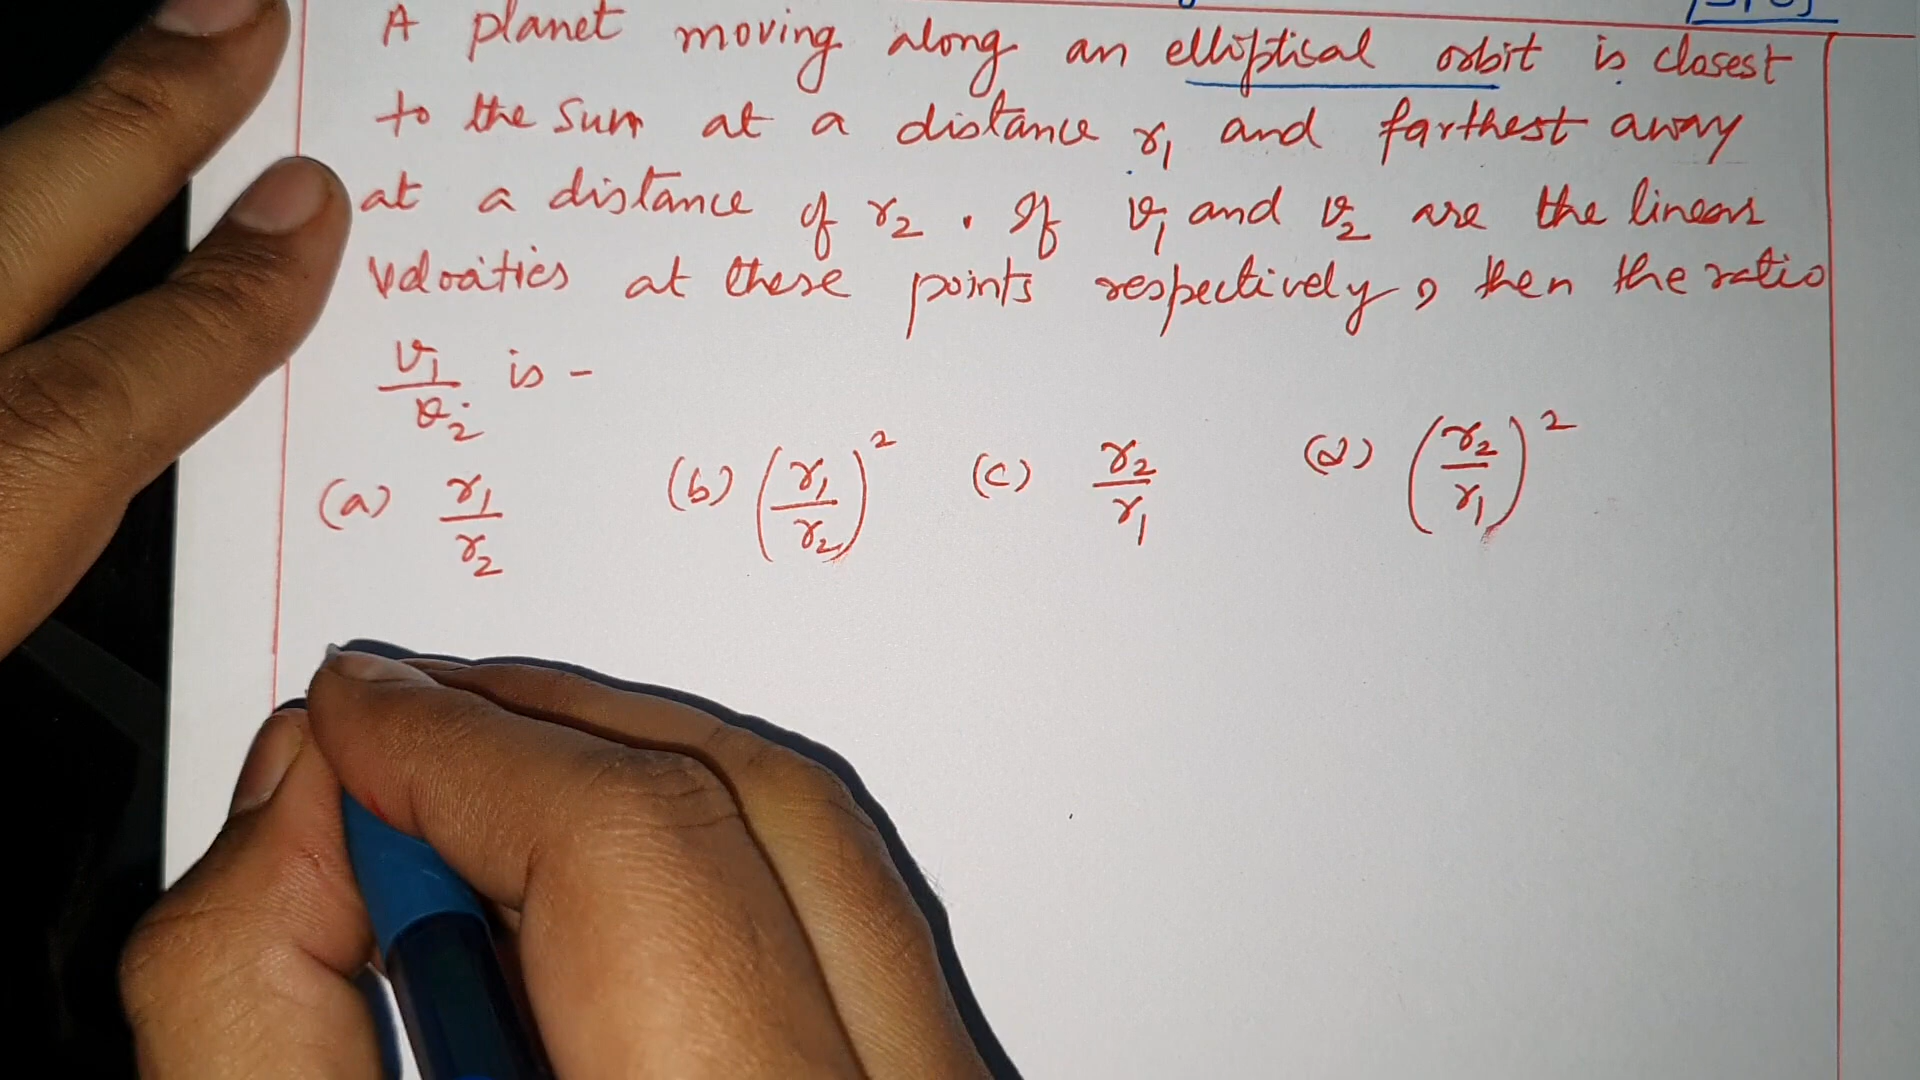 A planet moving along an elliptical orbit is closest
to the sun at a distance r₁ and farthest away
at a distance of r₂. If v₁ and v₂ are the linear
velocities at these points respectively, then the ratio
v₁/v₂ is -
(a) r₁/r₂ (b) (r₁/r₂)² (c) r₂/r₁ (d) (r₂/r₁)²